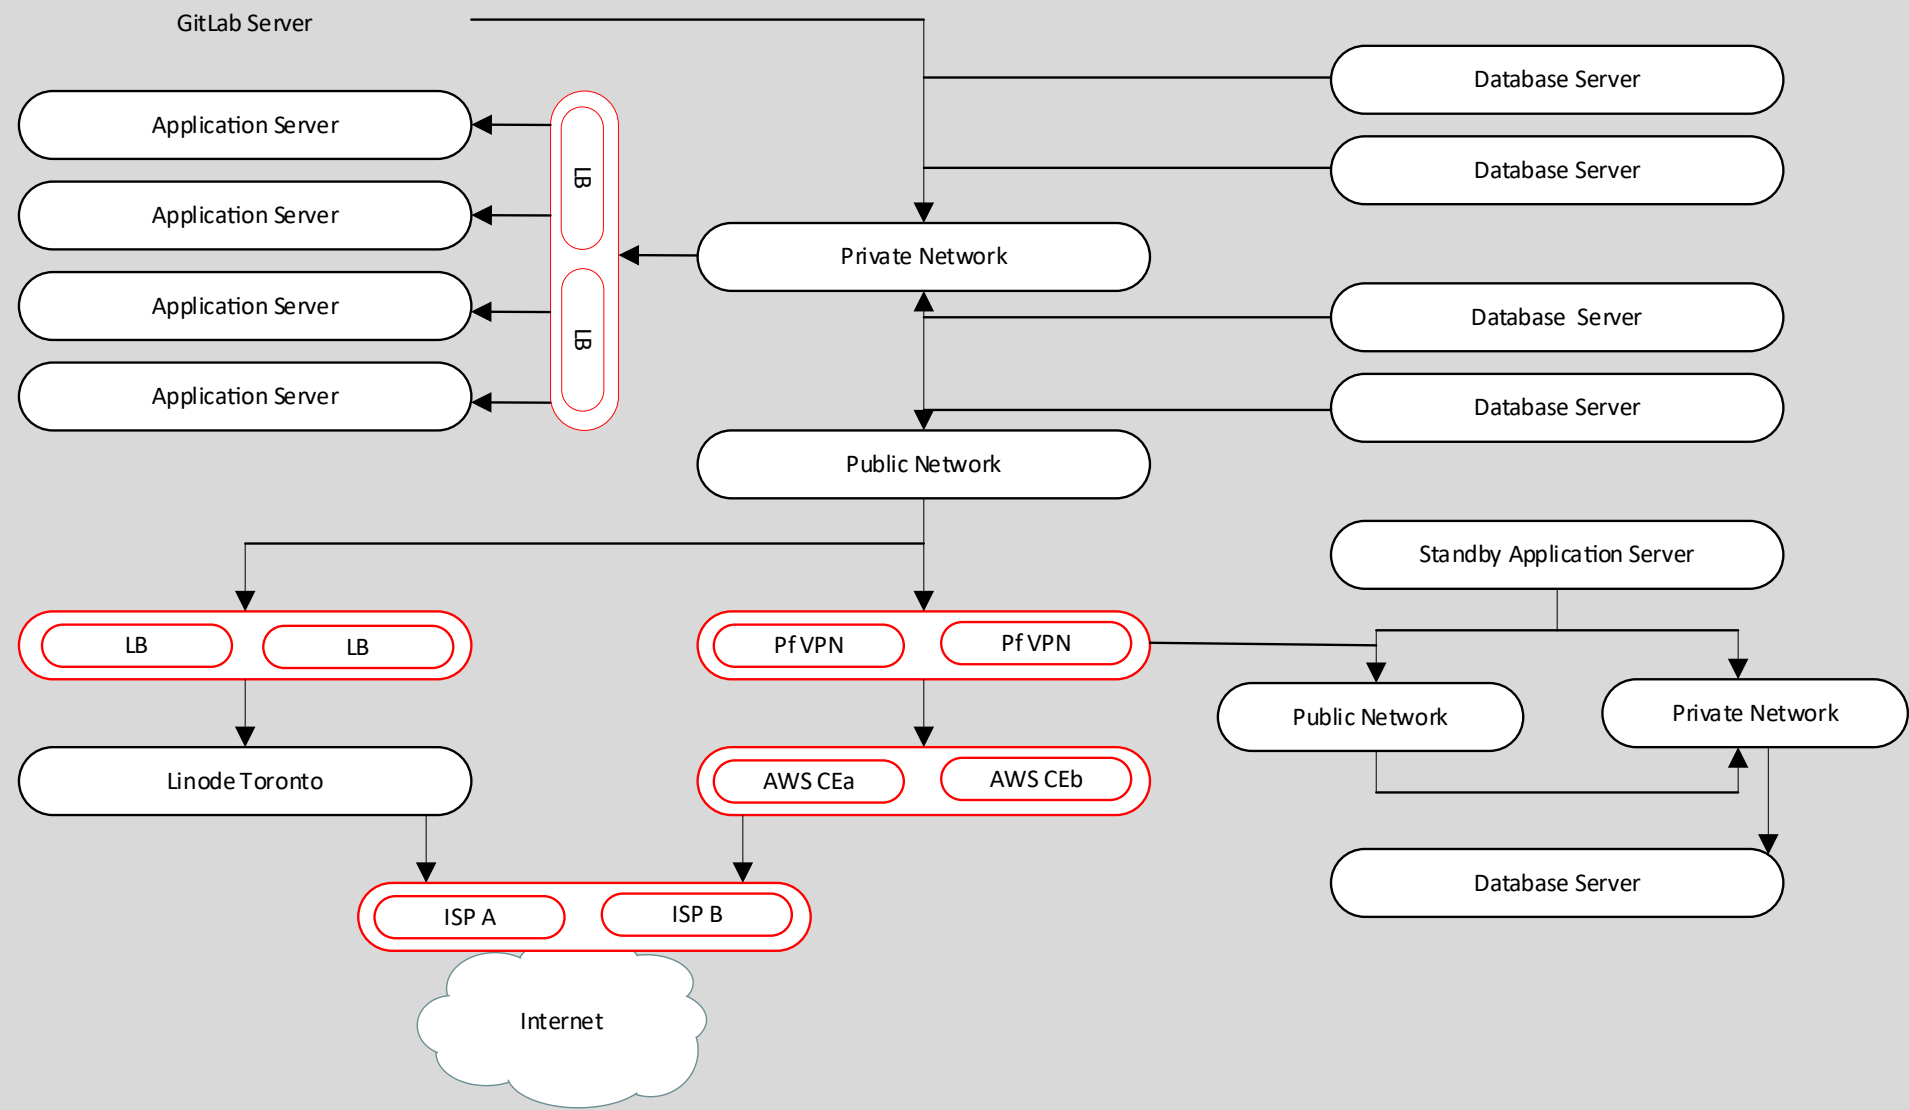 GitLab Server
Database Server
Application Server
Database Server
LB
Application Server
Private Network
Application Server
Database  Server
LB
Application Server
Database Server
Public Network
Standby Application Server
LB
LB
Pf VPN
Pf VPN
Public Network
Private Network
Linode Toronto
AWS CEa
AWS CEb
Database Server
ISP A
ISP B
Internet